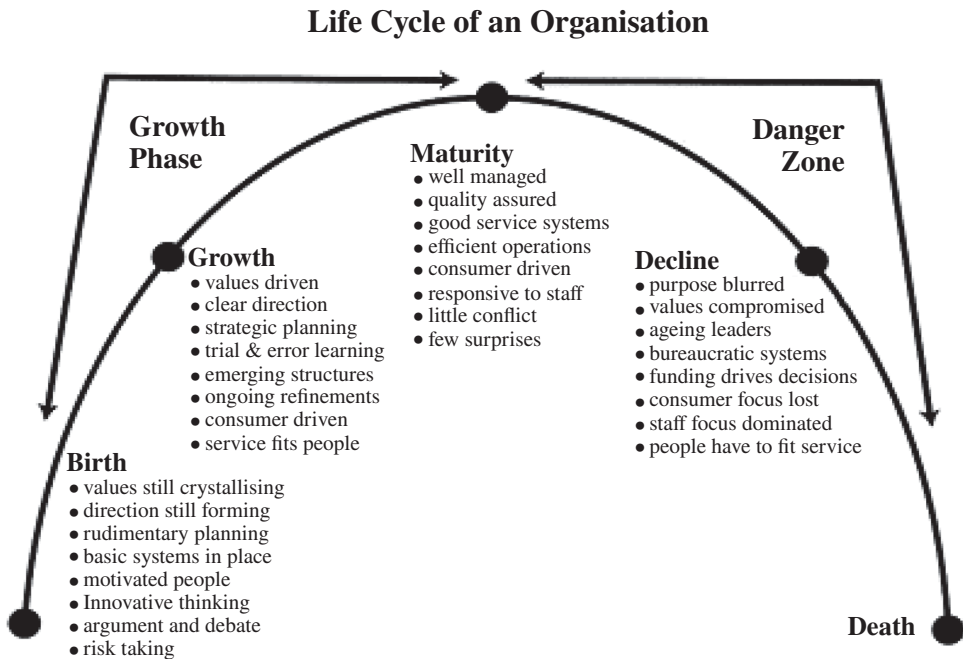 Life Cycle of an Organisation
Growth
Phase
Danger
Zone
Birth
• values still crystallising
• direction still forming
• rudimentary planning
• basic systems in place
• motivated people
• Innovative thinking
• argument and debate
• risk taking
Growth
• values driven
• clear direction
• strategic planning
• trial & error learning
• emerging structures
• ongoing refinements
• consumer driven
• service fits people
Maturity
• well managed
• quality assured
• good service systems
• efficient operations
• consumer driven
• responsive to staff
• little conflict
• few surprises
Decline
• purpose blurred
• values compromised
• ageing leaders
• bureaucratic systems
• funding drives decisions
• consumer focus lost
• staff focus dominated
• people have to fit service
Death